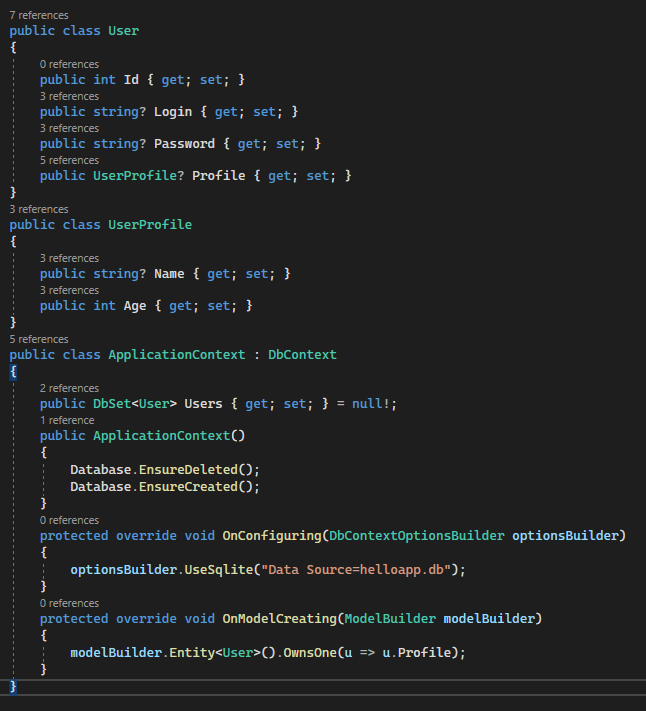 7 references
public class User
{
0 references
public int Id { get; set; }
3 references
public string? Login { get; set; }
3 references
public string? Password { get; set; }
5 references
public UserProfile? Profile { get; set; }
}
3 references
public class UserProfile
{
3 references
public string? Name { get; set; }
3 references
public int Age { get; set; }
}
5 references
public class ApplicationContext : DbContext
{
2 references
public DbSet<User> Users { get; set; } = null!;
1 reference
public ApplicationContext()
{
Database.EnsureDeleted();
Database.EnsureCreated();
}
0 references
protected override void OnConfiguring(DbContextOptionsBuilder optionsBuilder)
{
optionsBuilder.UseSqlite("Data Source=helloapp.db");
}
0 references
protected override void OnModelCreating(ModelBuilder modelBuilder)
{
modelBuilder.Entity<User>().OwnsOne(u => u.Profile);
}
}